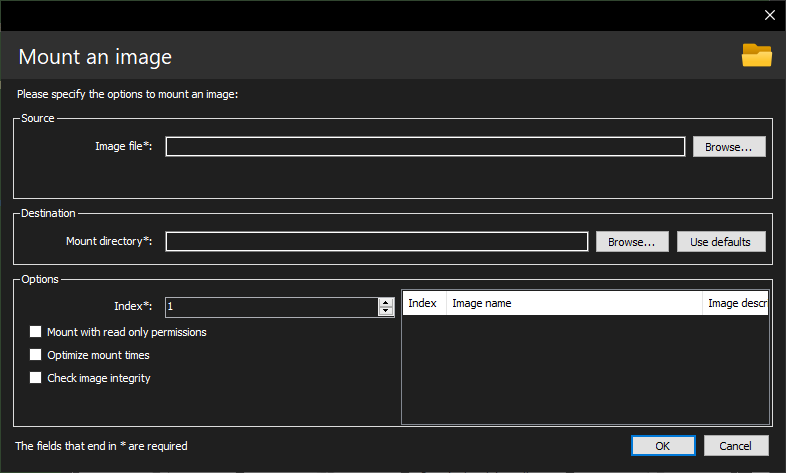 Mount an image
Please specify the options to mount an image:
Source
Image file*:
Browse...
Destination
Mount directory*:
Browse...
Use defaults
Options
Index*:
1
Mount with read only permissions
Optimize mount times
Check image integrity
Index
Image name
Image descr
The fields that end in * are required
OK
Cancel